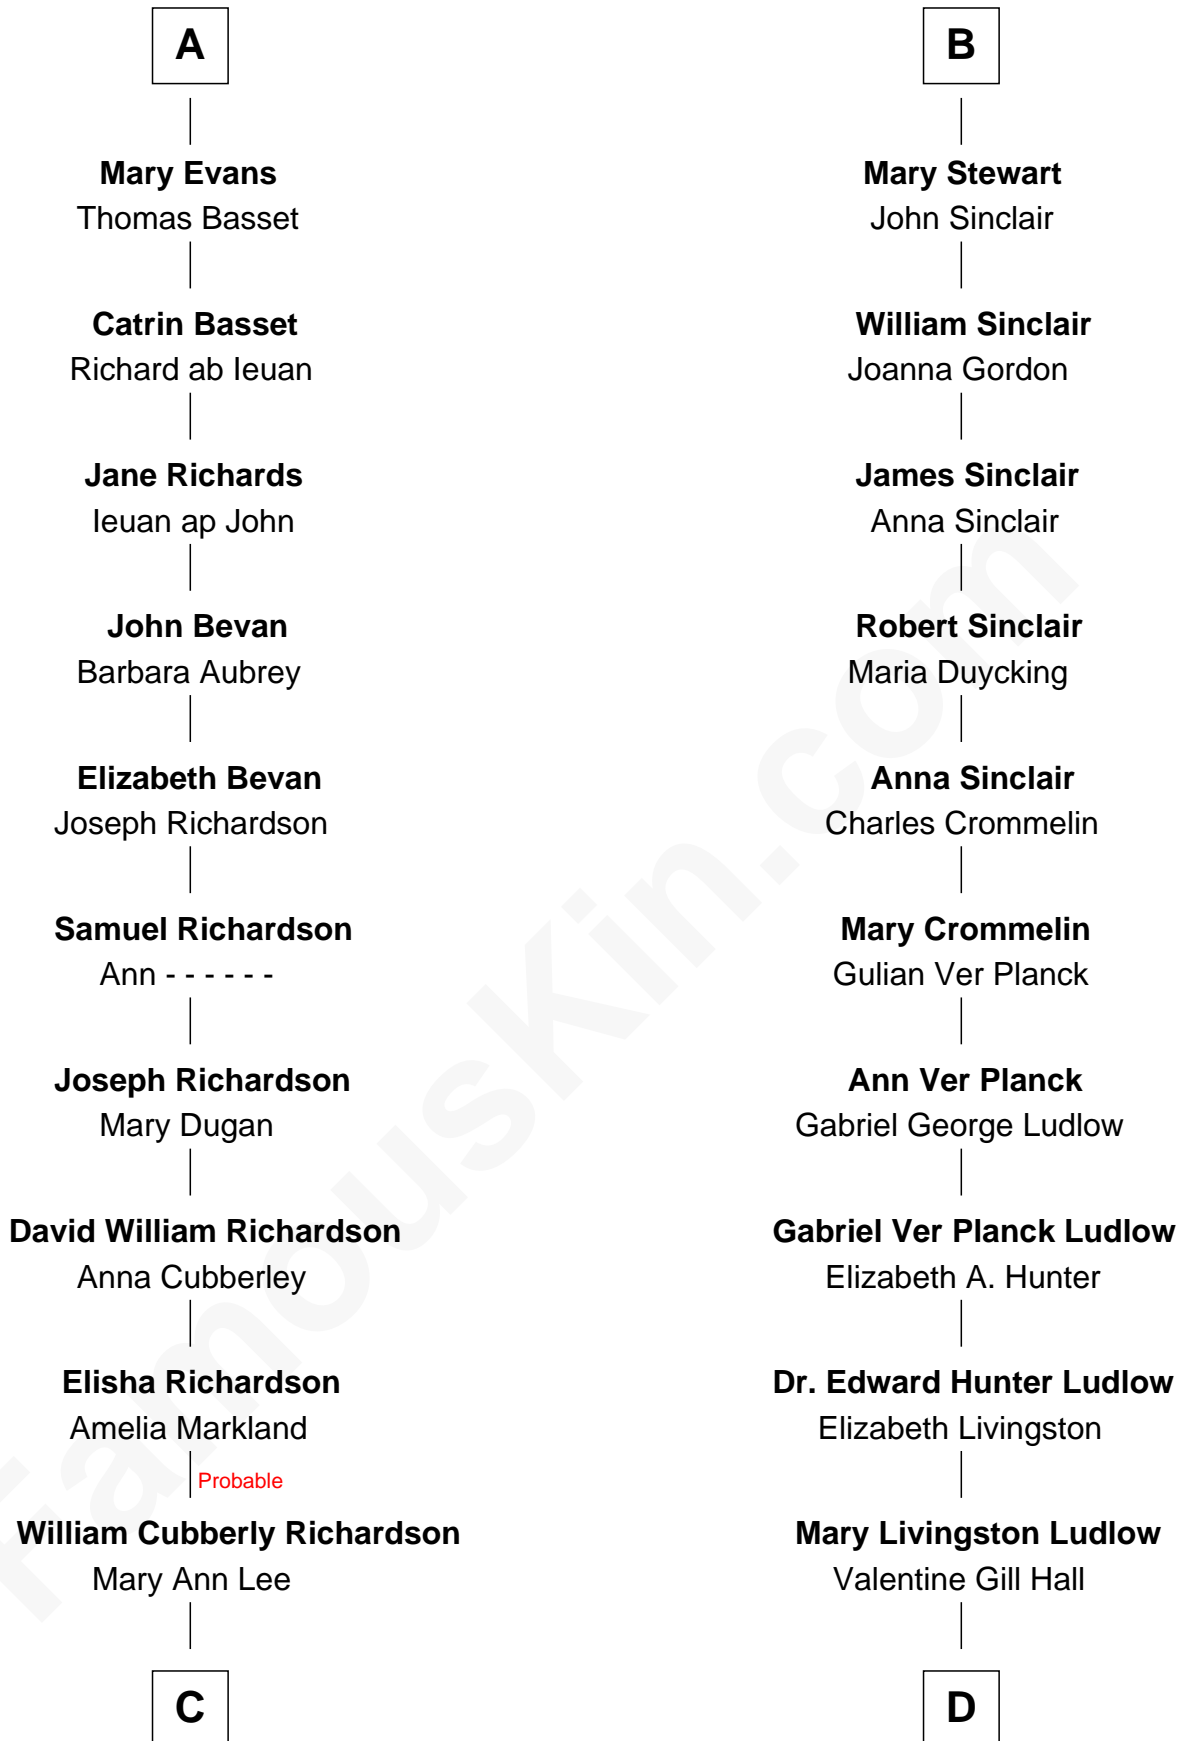 A
Mary Evans
Thomas Basset
Catrin Basset
Richard ab Ieuan
Jane Richards
Ieuan ap John
John Bevan
Barbara Aubrey
Elizabeth Bevan
Joseph Richardson
Samuel Richardson
Ann - - - - - -
Joseph Richardson
Mary Dugan
David William Richardson
Anna Cubberley
Elisha Richardson
Amelia Markland
Probable
William Cubberly Richardson
Mary Ann Lee
C
B
Mary Stewart
John Sinclair
William Sinclair
Joanna Gordon
James Sinclair
Anna Sinclair
Robert Sinclair
Maria Duycking
Anna Sinclair
Charles Crommelin
Mary Crommelin
Gulian Ver Planck
Ann Ver Planck
Gabriel George Ludlow
Gabriel Ver Planck Ludlow
Elizabeth A. Hunter
Dr. Edward Hunter Ludlow
Elizabeth Livingston
Mary Livingston Ludlow
Valentine Gill Hall
D
FamousKin.com